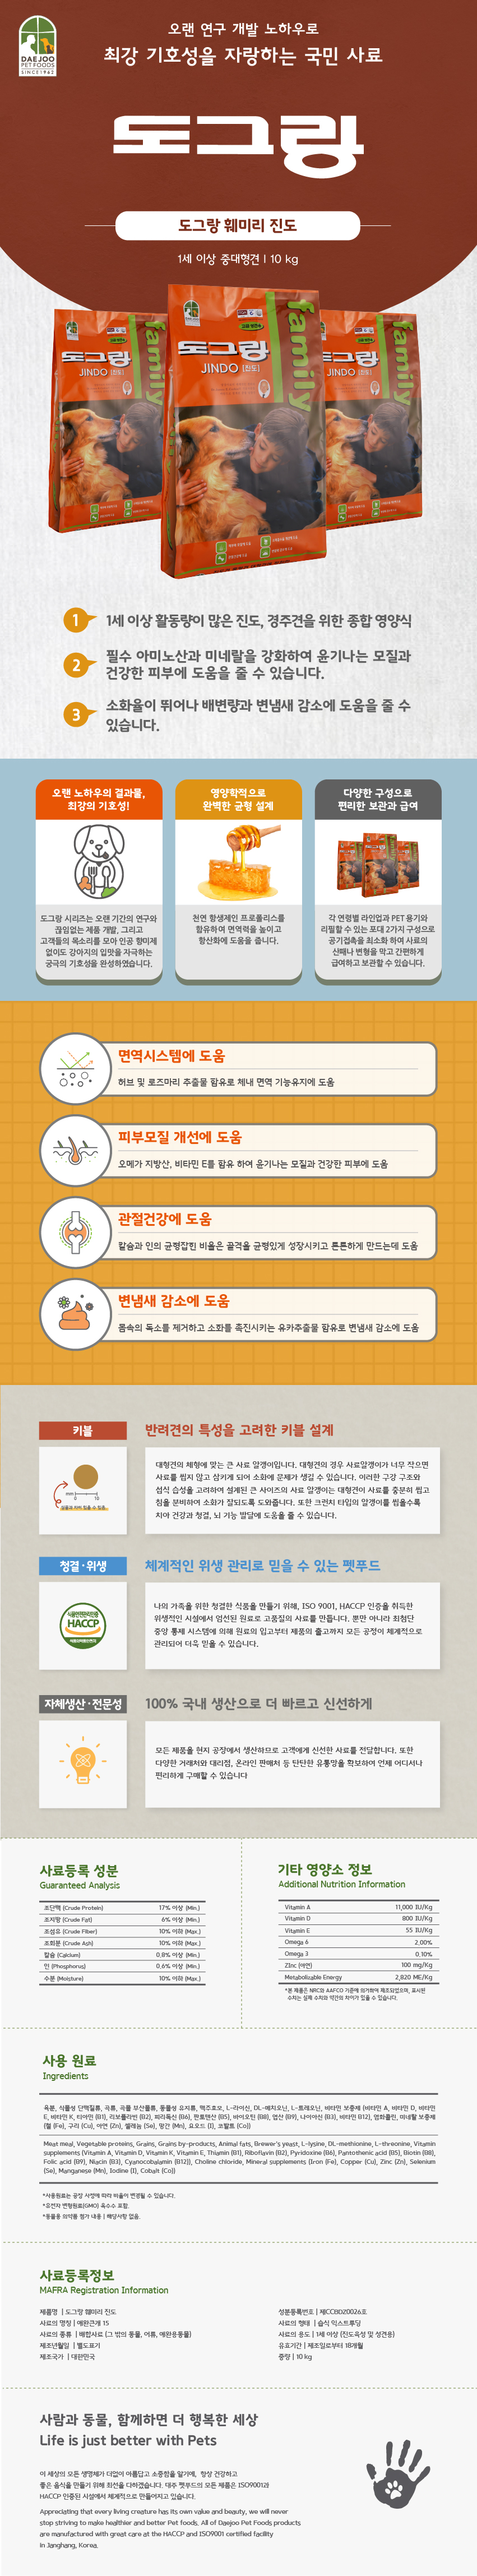 DAEJOO
PET FOODS
SINCE1962
오랜 연구 개발 노하우로
최강 기호성을 자랑하는 국민 사료
도그랑
도그랑 훼미리 진도
1세 이상 중대형견 | 10 kg
도그랑
JINDO [진도]
family
1 1세 이상 활동량이 많은 진도, 경주견을 위한 종합 영양식
2 필수 아미노산과 미네랄을 강화하여 윤기나는 모질과
건강한 피부에 도움을 줄 수 있습니다.
3 소화율이 뛰어나 배변량과 변냄새 감소에 도움을 줄 수
있습니다.
오랜 노하우의 결과물,
최강의 기호성!
도그랑 시리즈는 오랜 기간의 연구와
끊임없는 제품 개발, 그리고
고객들의 목소리를 모아 인공 향미제
없이도 강아지의 입맛을 자극하는
궁극의 기호성을 완성하였습니다.
영양학적으로
완벽한 균형 설계
천연 항생제인 프로폴리스를
함유하여 면역력을 높이고
항산화에 도움을 줍니다.
다양한 구성으로
편리한 보관과 급여
각 연령별 라인업과 PET 용기와
리필할 수 있는 포대 2가지 구성으로
공기접촉을 최소화 하여 사료의
산패나 변형을 막고 간편하게
급여하고 보관할 수 있습니다.
면역시스템에 도움
허브 및 로즈마리 추출물 함유로 체내 면역 기능유지에 도움
피부모질 개선에 도움
오메가 지방산, 비타민 E를 함유 하여 윤기나는 모질과 건강한 피부에 도움
관절건강에 도움
칼슘과 인의 균형잡힌 비율은 골격을 균형있게 성장시키고 튼튼하게 만드는데 도움
변냄새 감소에 도움
몸속의 독소를 제거하고 소화를 촉진시키는 유카추출물 함유로 변냄새 감소에 도움
키블
반려견의 특성을 고려한 키블 설계
대형견의 체형에 맞는 큰 사료 알갱이입니다. 대형견의 경우 사료알갱이가 너무 작으면
사료를 씹지 않고 삼키게 되어 소화에 문제가 생길 수 있습니다. 이러한 구강 구조와
섭식 습성을 고려하여 설계된 큰 사이즈의 사료 알갱이는 대형견이 사료를 충분히 씹고
침을 분비하여 소화가 잘되도록 도와줍니다. 또한 크런치 타입의 알갱이를 씹을수록
치아 건강과 청결, 뇌 기능 발달에 도움을 줄 수 있습니다.
청결·위생
체계적인 위생 관리로 믿을 수 있는 펫푸드
HACCP
나의 가족을 위한 청결한 식품을 만들기 위해, ISO 9001, HACCP 인증을 취득한
위생적인 시설에서 엄선된 원료로 고품질의 사료를 만듭니다. 뿐만 아니라 최첨단
중앙 통제 시스템에 의해 원료의 입고부터 제품의 출고까지 모든 공정이 체계적으로
관리되어 더욱 믿을 수 있습니다.
자체생산·전문성
100% 국내 생산으로 더 빠르고 신선하게
모든 제품을 현지 공장에서 생산하므로 고객에게 신선한 사료를 전달합니다. 또한
다양한 거래처와 대리점, 온라인 판매처 등 탄탄한 유통망을 확보하여 언제 어디서나
편리하게 구매할 수 있습니다
사료등록 성분
Guaranteed Analysis
조단백 (Crude Protein) 17% 이상 (Min.)
조지방 (Crude Fat) 6% 이상 (Min.)
조섬유 (Crude Fiber) 10% 이하 (Max.)
조회분 (Crude Ash) 10% 이하 (Max.)
칼슘 (Calcium) 0.8% 이상 (Min.)
인 (Phosphorus) 0.6% 이상 (Min.)
수분 (Moisture) 10% 이하 (Max.)
기타 영양소 정보
Additional Nutrition Information
Vitamin A 11,000 IU/Kg
Vitamin D 800 IU/Kg
Vitamin E 55 IU/Kg
Omega 6 2.00%
Omega 3 0.10%
Zinc (아연) 100 mg/Kg
Metabolizable Energy 2,820 ME/Kg
*본 제품은 NRC와 AAFCO 기준에 의거하여 제조되었으며, 표시된
수치는 실제 수치와 약간의 차이가 있을 수 있습니다.
사용 원료
Ingredients
육분, 식물성 단백질류, 곡류, 곡물 부산물류, 동물성 유지류, 맥주효모, L-라이신, DL-메치오닌, L-트레오닌, 비타민 보충제 (비타민 A, 비타민 D, 비타민
E, 비타민 K, 티아민 (B1), 리보플라빈 (B2), 피리독신 (B6), 판토텐산 (B5), 바이오틴 (B8), 엽산 (B9), 나이아신 (B3), 비타민 B12), 염화콜린, 미네랄 보충제
(철 (Fe), 구리 (Cu), 아연 (Zn), 셀레늄 (Se), 망간 (Mn), 요오드 (I), 코발트 (Co))
Meat meal, Vegetable proteins, Grains, Grains by-products, Animal fats, Brewer's yeast, L-lysine, DL-methionine, L-threonine, Vitamin
supplements (Vitamin A, Vitamin D, Vitamin K, Vitamin E, Thiamin (B1), Riboflavin (B2), Pyridoxine (B6), Pantothenic acid (B5), Biotin (B8),
Folic acid (B9), Niacin (B3), Cyanocobalamin (B12)), Choline chloride, Mineral supplements (Iron (Fe), Copper (Cu), Zinc (Zn), Selenium
(Se), Manganese (Mn), Iodine (I), Cobalt (Co))
*사용원료는 공장 사정에 따라 비율이 변경될 수 있습니다.
*유전자 변형원료(GMO) 옥수수 포함.
*동물용 의약품 첨가 내용 | 해당사항 없음.
사료등록정보
MAFRA Registration Information
제품명 | 도그랑 훼미리 진도
사료의 명칭 | 애완큰개 15
사료의 종류 | 배합사료 (그 밖의 동물, 어류, 애완용동물)
제조년월일 | 별도표기
제조국가 | 대한민국
성분등록번호 | 제CCBDZ0026호
사료의 형태 | 습식 익스트루딩
사료의 용도 | 1세 이상 (진도육성 및 성견용)
유효기간 | 제조일로부터 18개월
중량 | 10 kg
사람과 동물, 함께하면 더 행복한 세상
Life is just better with Pets
이 세상의 모든 생명체가 더없이 아름답고 소중함을 알기에, 항상 건강하고
좋은 음식을 만들기 위해 최선을 다하겠습니다. 대주 펫푸드의 모든 제품은 ISO9001과
HACCP 인증된 시설에서 체계적으로 만들어지고 있습니다.
Appreciating that every living creature has its own value and beauty, we will never
stop striving to make healthier and better Pet foods. All of Daejoo Pet Foods products
are manufactured with great care at the HACCP and ISO9001 certified facility
in Janghang, Korea.